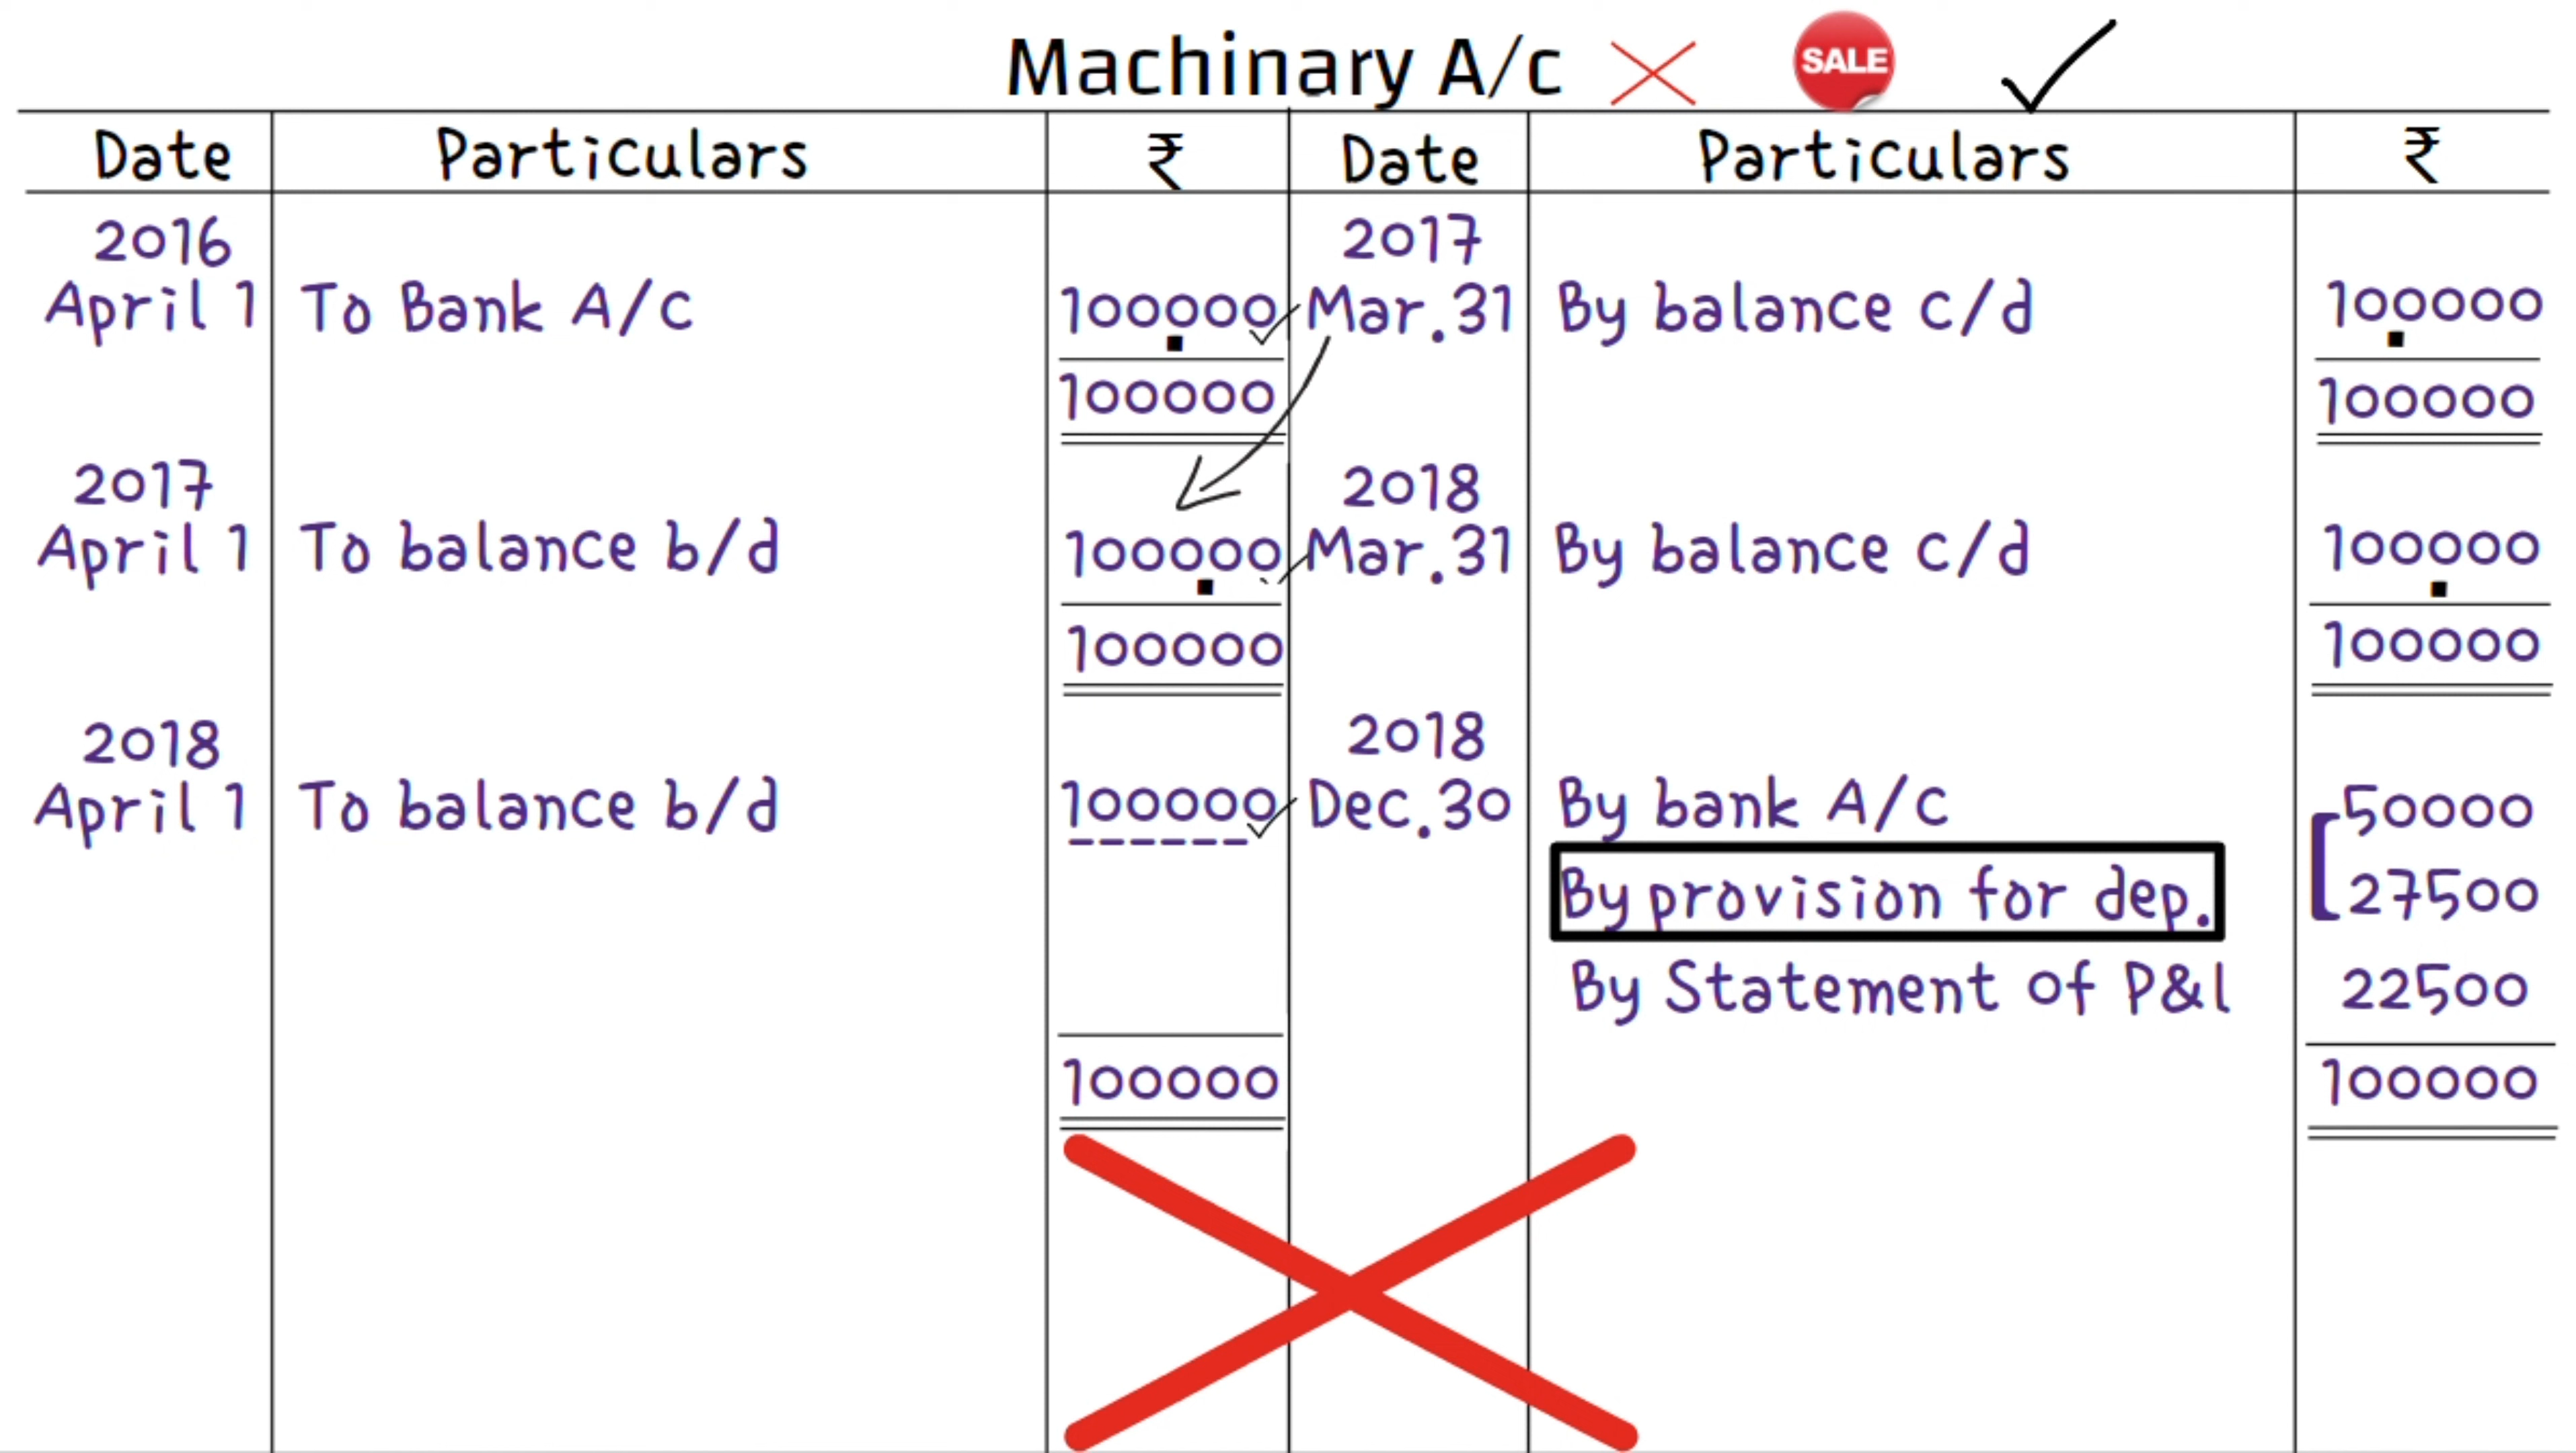 Machinary A/c SALE
Date Particulars ₹ Date Particulars ₹
2016 2017
April 1 To Bank A/c 100000 Mar.31 By balance c/d 100000
100000 100000
2017 2018
April 1 To balance b/d 100000 Mar.31 By balance c/d 100000
100000 100000
2018 2018
April 1 To balance b/d 100000 Dec.30 By bank A/c 50000
By provision for dep. 27500
By Statement of P&l 22500
100000 100000